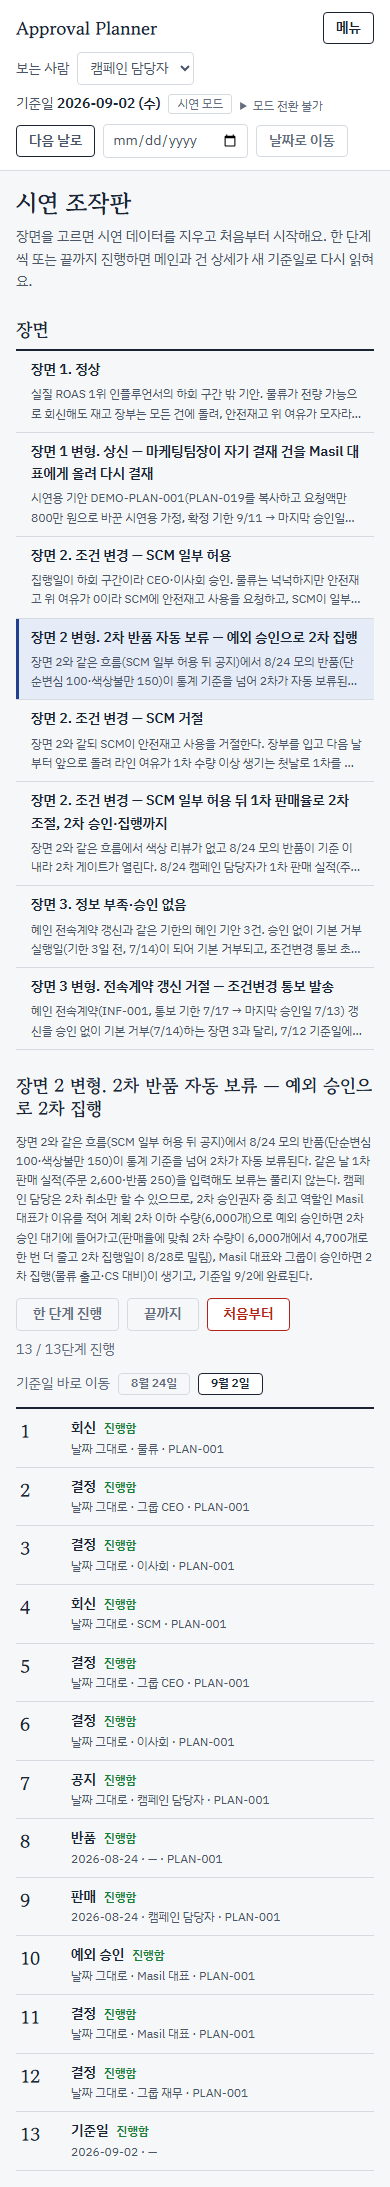 Approval Planner
메뉴
보는 사람 캠페인 담당자
기준일 2026-09-02 (수) 시연 모드 ▶ 모드 전환 불가
다음 날로 mm/dd/yyyy 날짜로 이동
시연 조작판
장면을 고르면 시연 데이터를 지우고 처음부터 시작해요. 한 단계
씩 또는 끝까지 진행하면 메인과 건 상세가 새 기준일로 다시 읽혀
요.
장면
장면 1. 정상
실질 ROAS 1위 인플루언서의 하회 구간 밖 기안. 물류가 전량 가능으
로 회신해도 재고 장부는 모든 건에 돌려, 안전재고 위 여유가 모자라...
장면 1 변형. 상신 — 마케팅팀장이 자기 결재 건을 Masil 대
표에게 올려 다시 결재
시연용 기안 DEMO-PLAN-001(PLAN-019를 복사하고 요청액만
800만 원으로 바꾼 시연용 가정, 확정 기한 9/11 → 마지막 승인일...
장면 2. 조건 변경 — SCM 일부 허용
집행일이 하회 구간이라 CEO·이사회 승인. 물류는 넉넉하지만 안전재
고 위 여유가 0이라 SCM에 안전재고 사용을 요청하고, SCM이 일부...
장면 2 변형. 2차 반품 자동 보류 — 예외 승인으로 2차 집행
장면 2와 같은 흐름(SCM 일부 허용 뒤 공지)에서 8/24 모의 반품(단
순변심 100·색상불만 150)이 통계 기준을 넘어 2차가 자동 보류된...
장면 2. 조건 변경 — SCM 거절
장면 2와 같되 SCM이 안전재고 사용을 거절한다. 장부를 입고 다음 날
부터 앞으로 돌려 라인 여유가 1차 수량 이상 생기는 첫날로 1차를 ...
장면 2. 조건 변경 — SCM 일부 허용 뒤 1차 판매율로 2차
조절, 2차 승인·집행까지
장면 2와 같은 흐름에서 색상 리뷰가 없고 8/24 모의 반품이 기준 이
내라 2차 게이트가 열린다. 8/24 캠페인 담당자가 1차 판매 실적(주...
장면 3. 정보 부족·승인 없음
혜인 전속계약 갱신과 같은 기한의 혜인 기안 3건. 승인 없이 기본 거부
실행일(기한 3일 전, 7/14)이 되어 기본 거부되고, 조건변경 통보 초...
장면 3 변형. 전속계약 갱신 거절 — 조건변경 통보 발송
혜인 전속계약(INF-001, 통보 기한 7/17 → 마지막 승인일 7/13) 갱
신을 승인 없이 기본 거부(7/14)하는 장면 3과 달리, 7/12 기준일에...
장면 2 변형. 2차 반품 자동 보류 — 예외 승인으
로 2차 집행
장면 2와 같은 흐름(SCM 일부 허용 뒤 공지)에서 8/24 모의 반품(단순변심
100·색상불만 150)이 통계 기준을 넘어 2차가 자동 보류된다. 같은 날 1차
판매 실적(주문 2,600·반품 250)을 입력해도 보류는 풀리지 않는다. 캠페
인 담당은 2차 취소만 할 수 있으므로, 2차 승인권자 중 최고 역할인 Masil
대표가 이유를 적어 계획 2차 이하 수량(6,000개)으로 예외 승인하면 2차
승인 대기에 들어가고(판매율에 맞춰 2차 수량이 6,000개에서 4,700개로
한 번 더 줄고 2차 집행일이 8/28로 밀림), Masil 대표와 그룹이 승인하면 2
차 집행(물류 출고·CS 대비)이 생기고, 기준일 9/2에 완료된다.
한 단계 진행 끝까지 처음부터
13 / 13단계 진행
기준일 바로 이동 8월 24일 9월 2일
1 회신 진행함
날짜 그대로 · 물류 · PLAN-001
2 결정 진행함
날짜 그대로 · 그룹 CEO · PLAN-001
3 결정 진행함
날짜 그대로 · 이사회 · PLAN-001
4 회신 진행함
날짜 그대로 · SCM · PLAN-001
5 결정 진행함
날짜 그대로 · 그룹 CEO · PLAN-001
6 결정 진행함
날짜 그대로 · 이사회 · PLAN-001
7 공지 진행함
날짜 그대로 · 캠페인 담당자 · PLAN-001
8 반품 진행함
2026-08-24 · — · PLAN-001
9 판매 진행함
2026-08-24 · 캠페인 담당자 · PLAN-001
10 예외 승인 진행함
날짜 그대로 · Masil 대표 · PLAN-001
11 결정 진행함
날짜 그대로 · Masil 대표 · PLAN-001
12 결정 진행함
날짜 그대로 · 그룹 재무 · PLAN-001
13 기준일 진행함
2026-09-02 · —